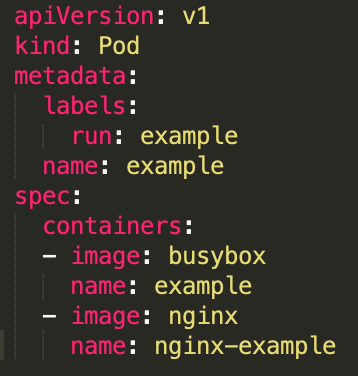 apiVersion: v1
kind: Pod
metadata:
  labels:
    run: example
  name: example
spec:
  containers:
  - image: busybox
    name: example
  - image: nginx
    name: nginx-example